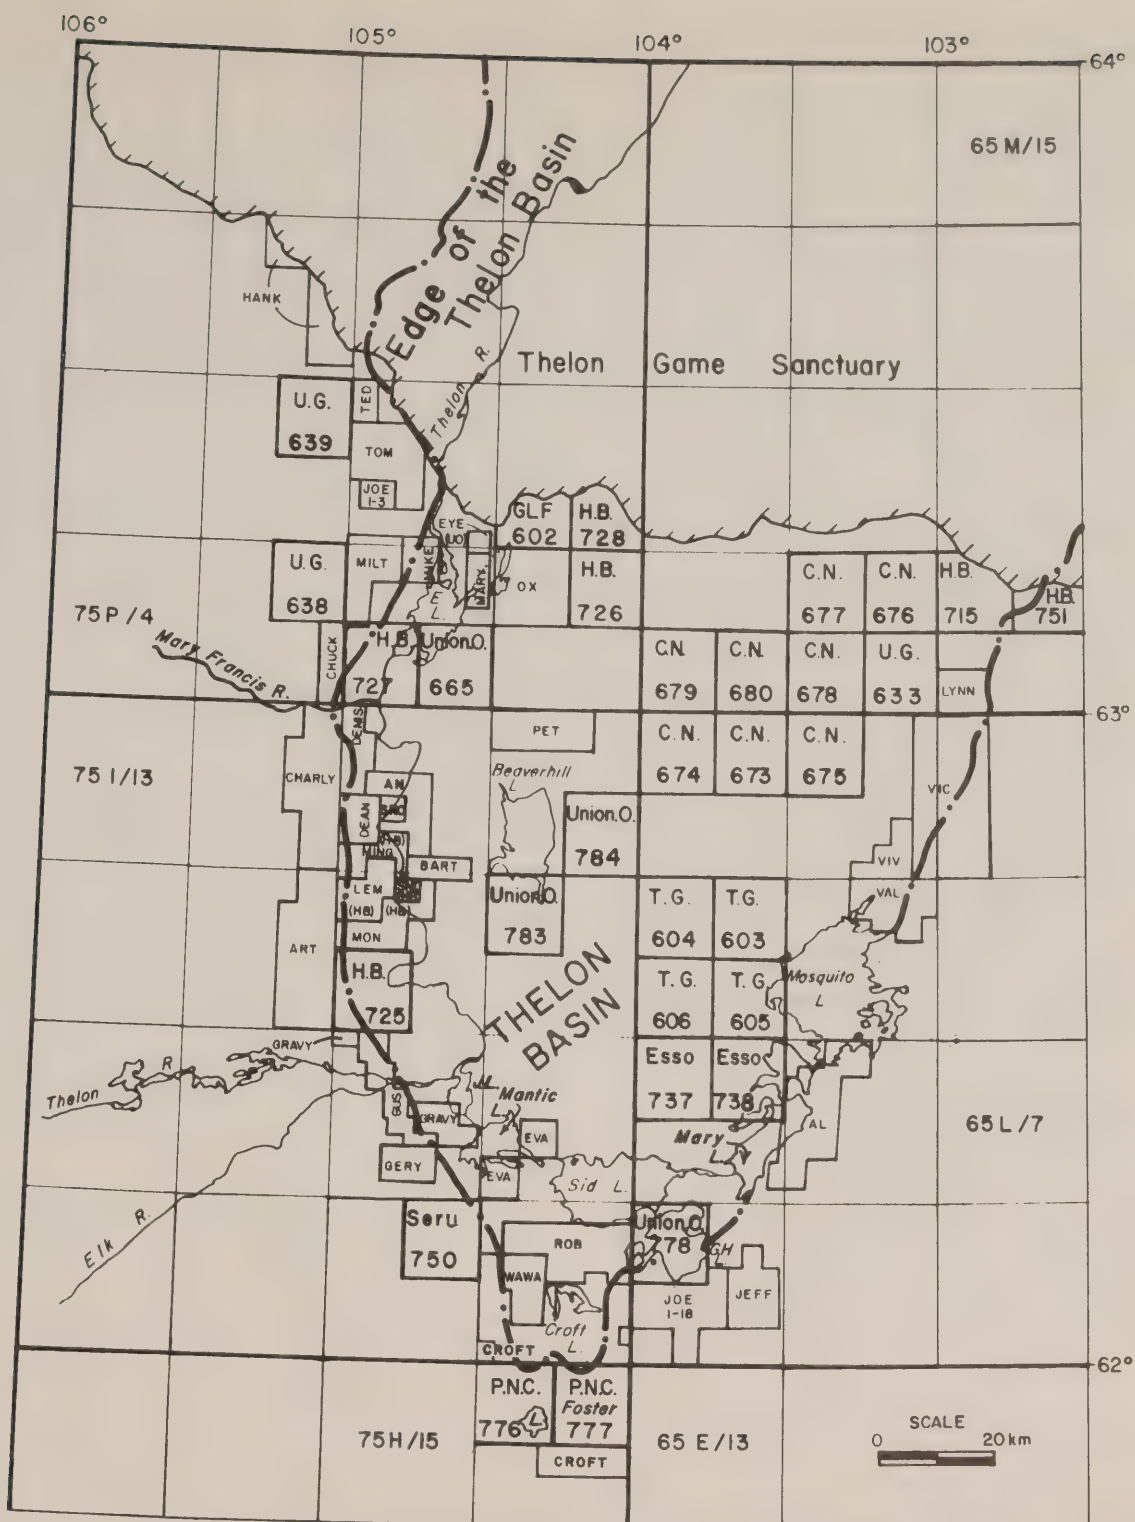 106°
105°
104°
103°
64°
65 M/15
Edge of the
Thelon Basin
HANK
Thelon R.
Thelon Game Sanctuary
U.G.
639
TED
TOM
JOE
1-3
GLF
602
H.B.
728
EYE
(UO)
U.G.
638
MILT
MIKE
MARY
OX
E
L.
H.B.
726
C.N.
677
C.N.
676
H.B.
715
H.B.
751
75 P/4
Mary Francis R.
CHUCK
H.B.
727
Union.O.
665
C.N.
679
C.N.
680
C.N.
678
U.G.
633
LYNN
63°
DEMS
PET
C.N.
674
C.N.
673
C.N.
675
75 I/13
CHARLY
AN
Beaverhill
L
VIC
DEAN
(HB)
Union.O.
784
VIV
BART
LEM
(HB)
(HB)
Union.O.
783
T.G.
604
T.G.
603
VAL
ART
MON
H.B.
725
THELON
BASIN
T.G.
606
T.G.
605
Mosquito
L
GRAVY
Esso
737
Esso
738
Thelon R
GUS
GRAVY
Mantic
L
EVA
Mary
L
AL
65 L/7
GERY
EVA
Sid L.
Elk R.
Seru
750
ROB
Union.O.
778
GH
L
WAWA
JOE
1-18
JEFF
Croft
L.
CROFT
62°
P.N.C.
776
L
P.N.C.
Foster
777
75H/15
65 E/13
CROFT
SCALE
0 20 km